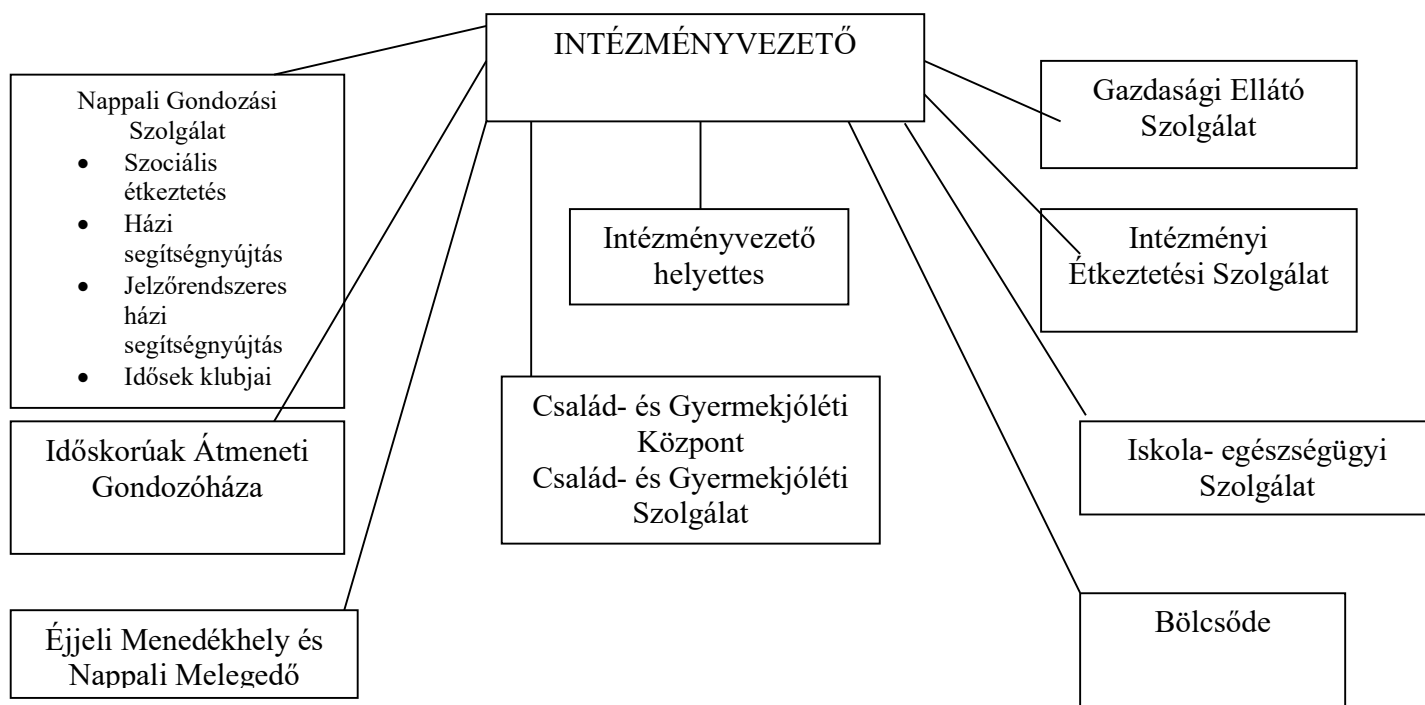 INTÉZMÉNYVEZETŐ
Nappali Gondozási
Szolgálat
• Szociális
étkeztetés
• Házi
segítségnyújtás
• Jelzőrendszeres
házi
segítségnyújtás
• Idősek klubjai
Gazdasági Ellátó
Szolgálat
Intézményvezető
helyettes
Intézményi
Étkeztetési Szolgálat
Időskorúak Átmeneti
Gondozóháza
Család- és Gyermekjóléti
Központ
Család- és Gyermekjóléti
Szolgálat
Iskola- egészségügyi
Szolgálat
Éjjeli Menedékhely és
Nappali Melegedő
Bölcsőde